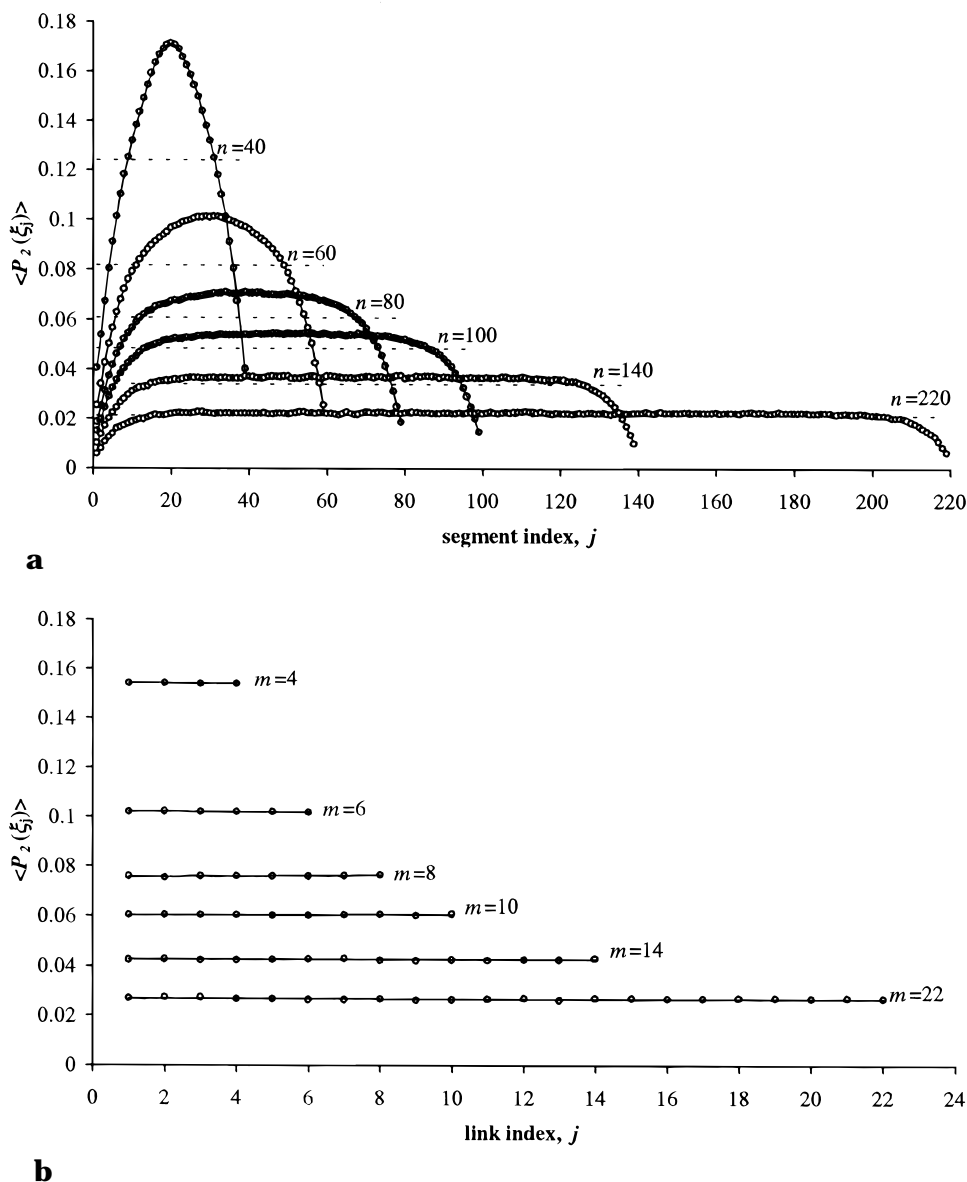 0.18
0.16
0.14
n=40
0.12
0.1
<P 2 (ξj)>
n=60
0.08
n=80
0.06
n=100
0.04
n=140
n=220
0.02
0
0 20 40 60 80 100 120 140 160 180 200 220
segment index, j
a
0.18
0.16
m=4
0.14
0.12
0.1
m=6
<P 2 (ξj)>
0.08
m=8
0.06
m=10
0.04
m=14
m=22
0.02
0
0 2 4 6 8 10 12 14 16 18 20 22 24
link index, j
b